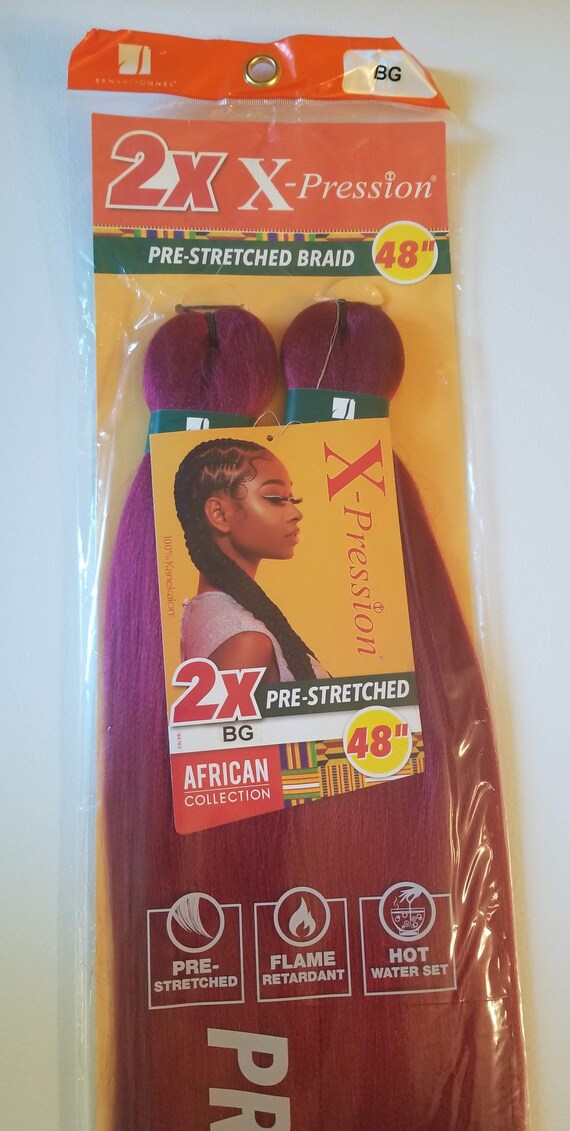 SENSATIONNEL
BG
2X X-Pression®
PRE-STRETCHED BRAID 48"
X-Pression®
100% Kanekalon
2X PRE-STRETCHED
COLOR
BG
48"
AFRICAN
COLLECTION
PRE-
STRETCHED
FLAME
RETARDANT
HOT
WATER SET
PR